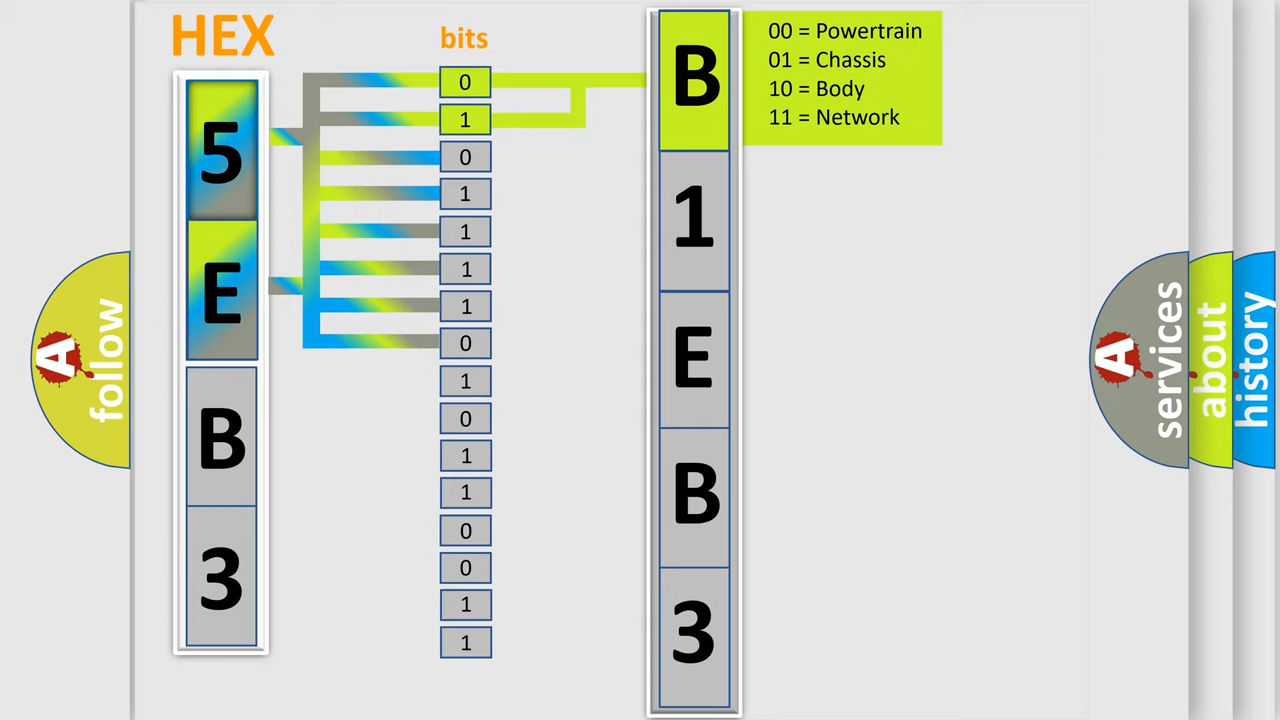 HEX
5
E
B
3
bits
0
1
0
1
1
1
1
0
1
0
1
1
0
0
1
1
B
1
E
B
3
00 = Powertrain
01 = Chassis
10 = Body
11 = Network
A
follow
A
services
about
history